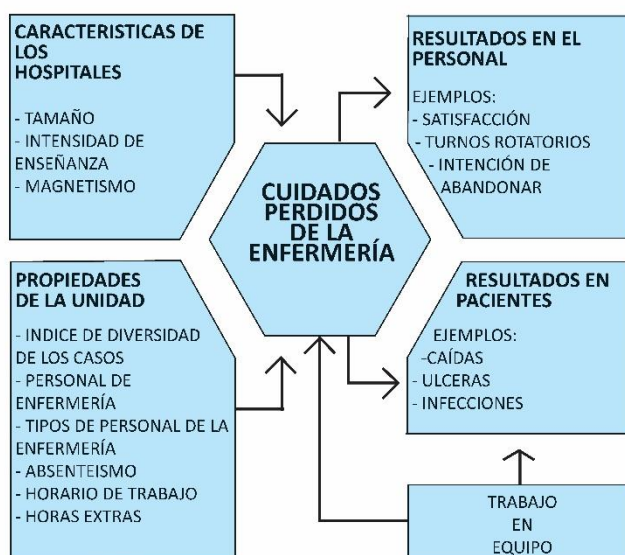 CARACTERISTICAS DE
LOS
HOSPITALES
- TAMAÑO
- INTENSIDAD DE
ENSEÑANZA
- MAGNETISMO
RESULTADOS EN EL
PERSONAL
EJEMPLOS:
- SATISFACCIÓN
- TURNOS ROTATORIOS
- INTENCIÓN DE
ABANDONAR
CUIDADOS
PERDIDOS
DE LA
ENFERMERÍA
PROPIEDADES
DE LA UNIDAD
- INDICE DE DIVERSIDAD
DE LOS CASOS
- PERSONAL DE
ENFERMERÍA
- TIPOS DE PERSONAL DE LA
ENFERMERÍA
- ABSENTEISMO
- HORARIO DE TRABAJO
- HORAS EXTRAS
RESULTADOS EN
PACIENTES
EJEMPLOS:
-CAÍDAS
- ULCERAS
- INFECCIONES
TRABAJO
EN
EQUIPO